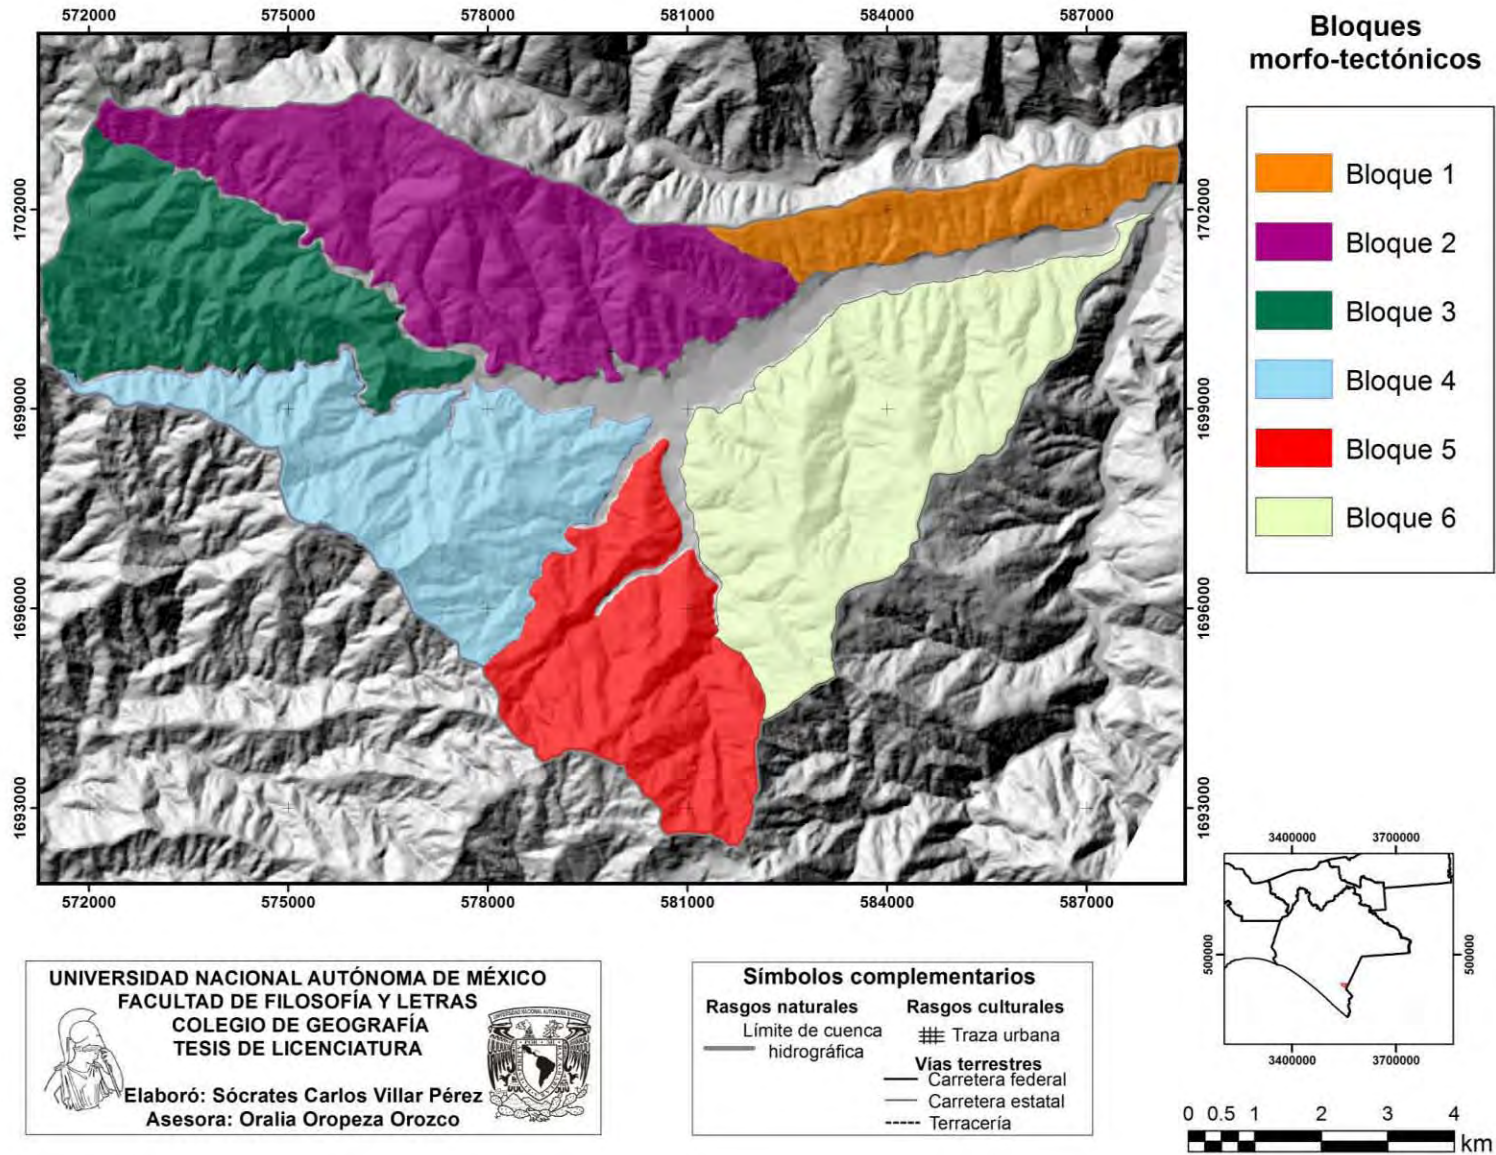 572000 575000 578000 581000 584000 587000
Bloques
morfo-tectónicos
Bloque 1
Bloque 2
Bloque 3
Bloque 4
Bloque 5
Bloque 6
1702000 1702000
1699000 1699000
1696000 1696000
1693000 1693000
572000 575000 578000 581000 584000 587000
UNIVERSIDAD NACIONAL AUTÓNOMA DE MÉXICO
FACULTAD DE FILOSOFÍA Y LETRAS
COLEGIO DE GEOGRAFÍA
TESIS DE LICENCIATURA
Elaboró: Sócrates Carlos Villar Pérez
Asesora: Oralia Oropeza Orozco
Símbolos complementarios
Rasgos naturales
Límite de cuenca
hidrográfica
Rasgos culturales
Traza urbana
Vías terrestres
Carretera federal
Carretera estatal
Terracería
3400000 3700000
500000 500000
3400000 3700000
0 0.5 1 2 3 4
km